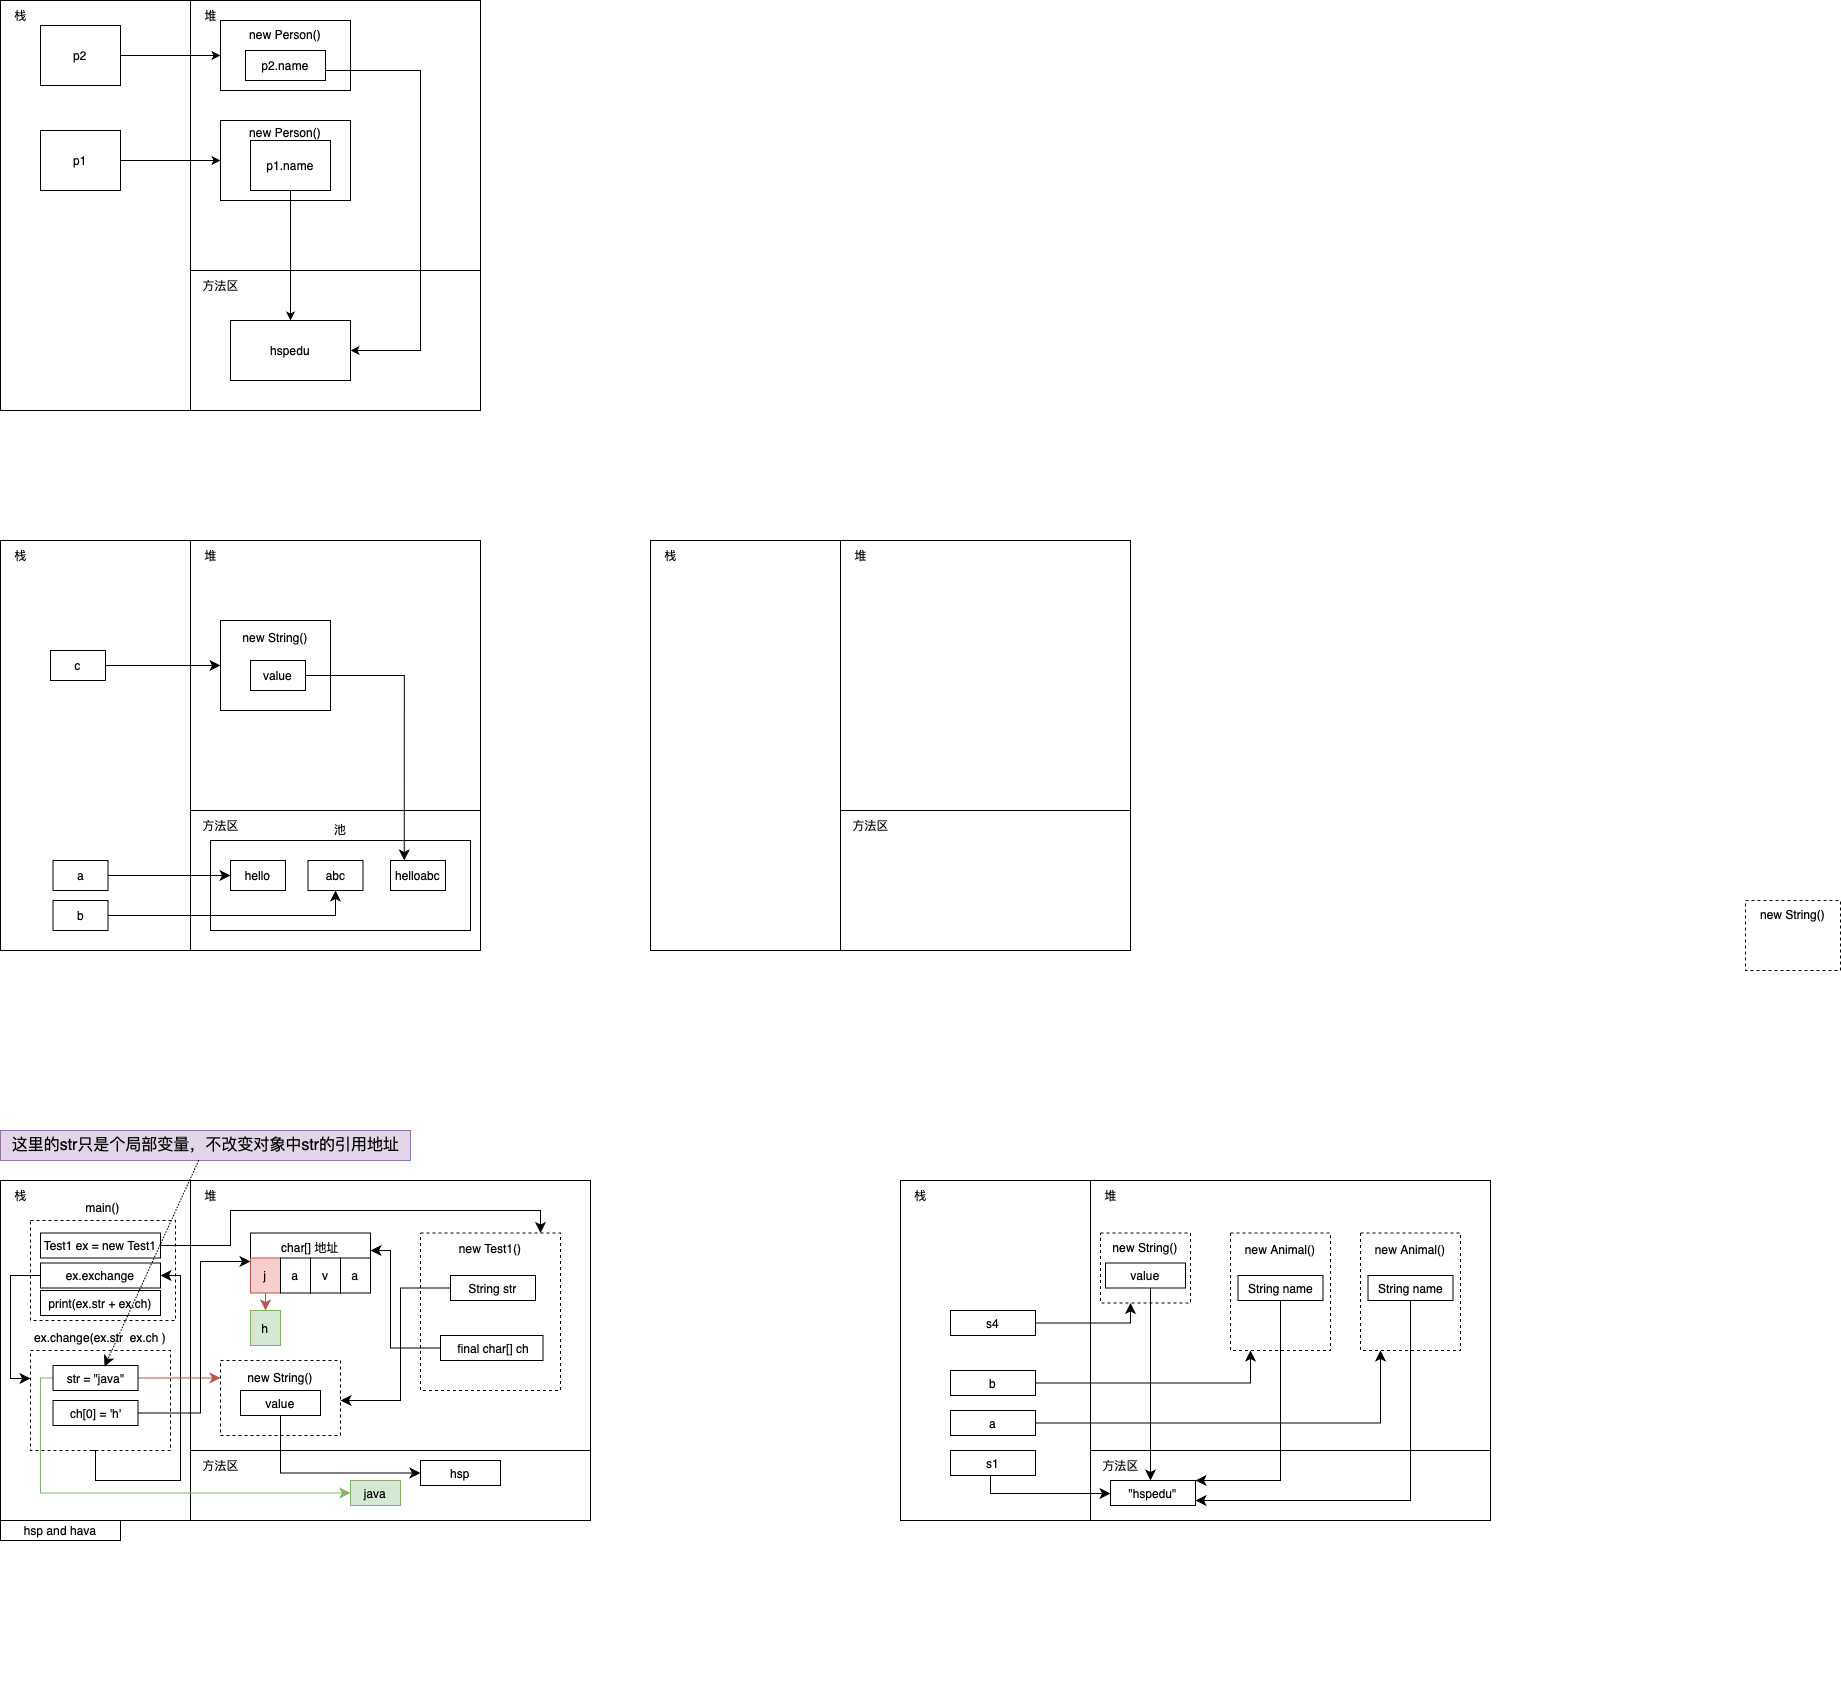 栈
堆
new Person()
p2
p2.name
new Person()
p1
p1.name
方法区
hspedu
栈
堆
new String()
c
value
方法区
池
a
hello
abc
helloabc
b
栈
堆
方法区
new String()
这里的str只是个局部变量，不改变对象中str的引用地址
栈
堆
main()
Test1 ex = new Test1
char[] 地址
new Test1()
ex.exchange
j a v a
String str
print(ex.str + ex.ch)
h
ex.change(ex.str ex.ch )
final char[] ch
str = "java"
new String()
value
ch[0] = 'h'
方法区
hsp
java
hsp and hava
栈
堆
new String()
new Animal()
new Animal()
value
String name
String name
s4
b
a
s1
方法区
"hspedu"